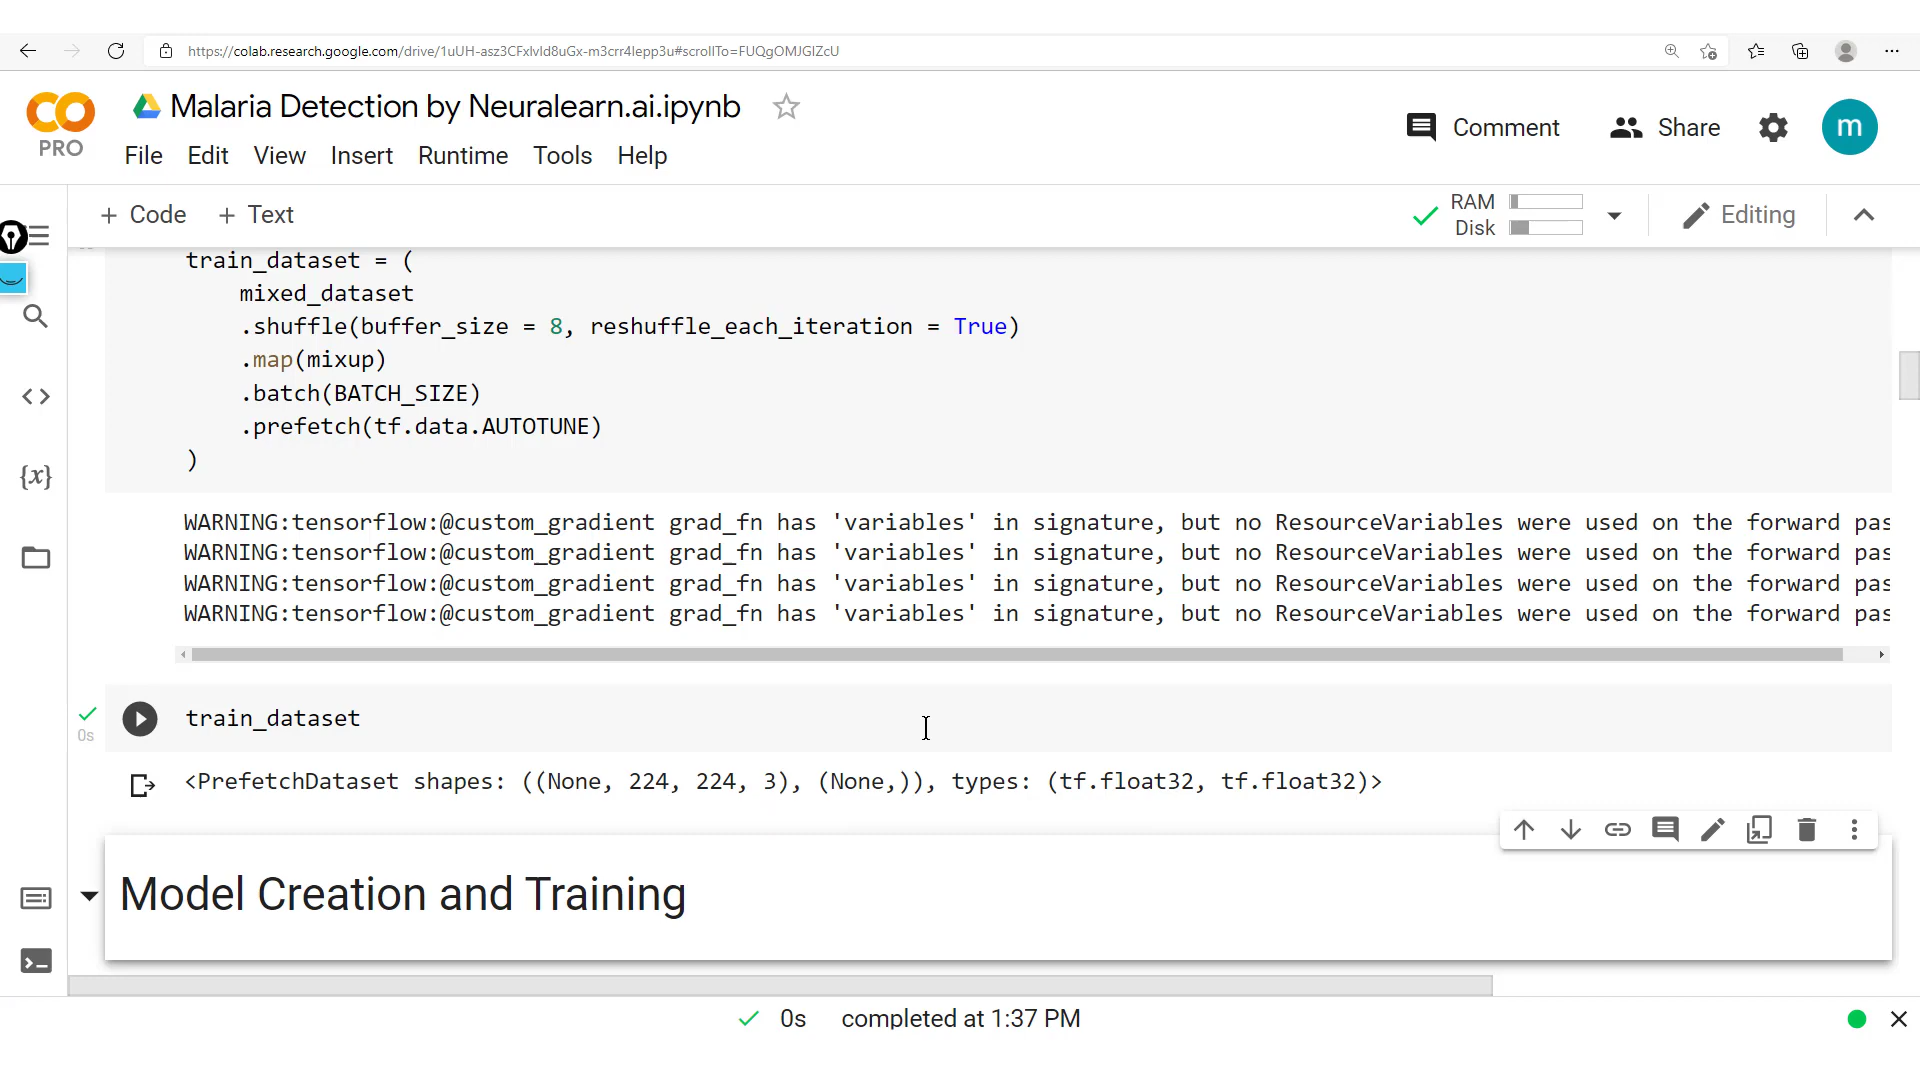 https://colab.research.google.com/drive/1uUH-asz3CFxlvld8uGx-m3crr4lepp3u#scrollTo=FUQgOMJGIZcU
Malaria Detection by Neuralearn.ai.ipynb
PRO
File Edit View Insert Runtime Tools Help
Comment
Share
m
+ Code + Text
RAM
Disk
Editing
train_dataset = (
mixed_dataset
.shuffle(buffer_size = 8, reshuffle_each_iteration = True)
.map(mixup)
.batch(BATCH_SIZE)
.prefetch(tf.data.AUTOTUNE)
)
WARNING:tensorflow:@custom_gradient grad_fn has 'variables' in signature, but no ResourceVariables were used on the forward pas
WARNING:tensorflow:@custom_gradient grad_fn has 'variables' in signature, but no ResourceVariables were used on the forward pas
WARNING:tensorflow:@custom_gradient grad_fn has 'variables' in signature, but no ResourceVariables were used on the forward pas
WARNING:tensorflow:@custom_gradient grad_fn has 'variables' in signature, but no ResourceVariables were used on the forward pas
train_dataset
0s
<PrefetchDataset shapes: ((None, 224, 224, 3), (None,)), types: (tf.float32, tf.float32)>
Model Creation and Training
0s completed at 1:37 PM